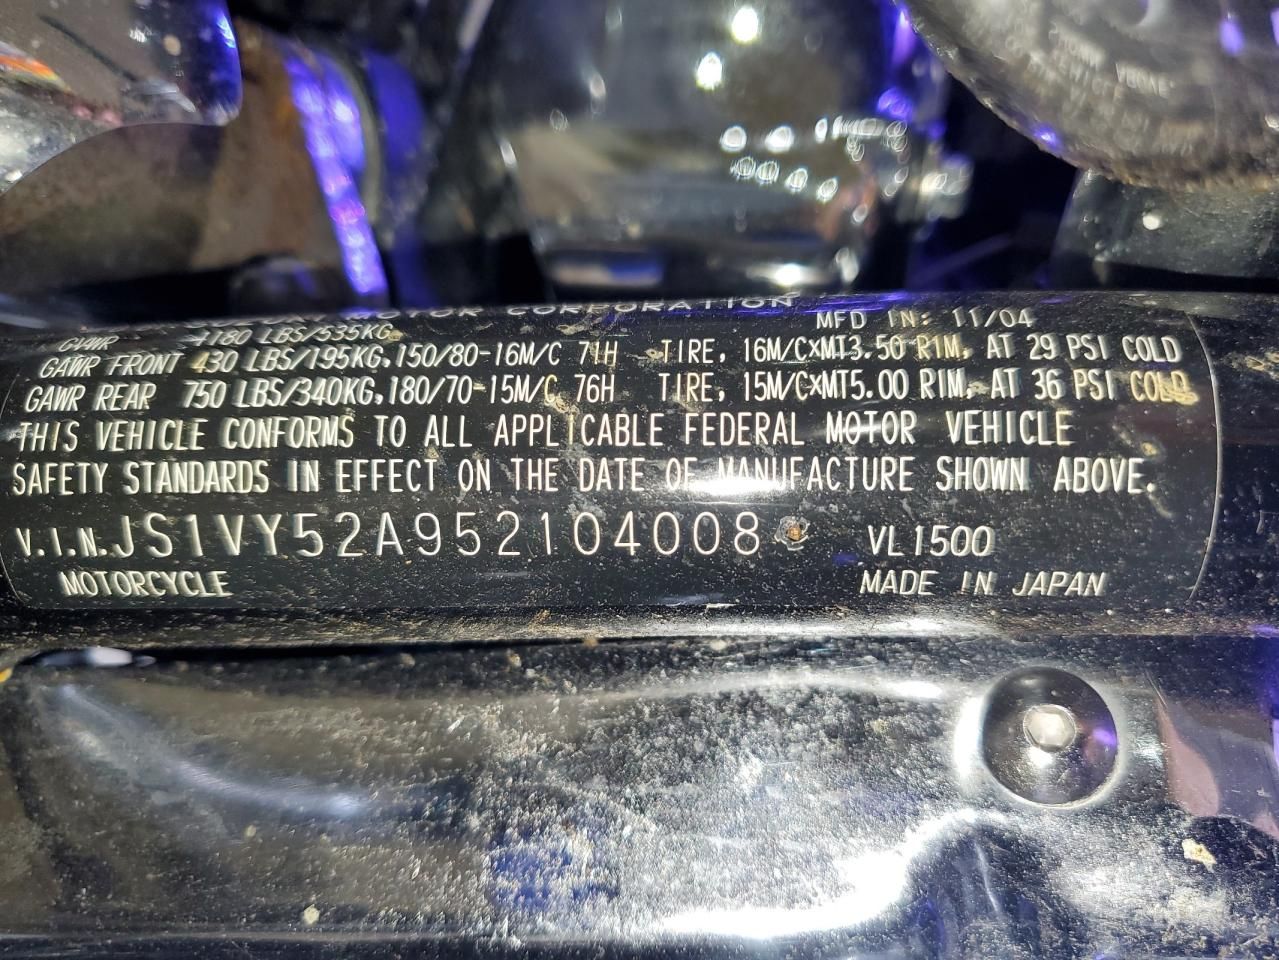 MOTOR CORPORATION
MFD IN: 11/04
GVWR 1180 LBS/535KG
GAWR FRONT 430 LBS/195KG,150/80-16M/C 71H TIRE, 16M/C×MT3.50 RIM, AT 29 PSI COLD
GAWR REAR 750 LBS/340KG,180/70-15M/C 76H TIRE, 15M/C×MT5.00 RIM, AT 36 PSI COLD
THIS VEHICLE CONFORMS TO ALL APPLICABLE FEDERAL MOTOR VEHICLE
SAFETY STANDARDS IN EFFECT ON THE DATE OF MANUFACTURE SHOWN ABOVE.
V.I.N. JS1VY52A952104008 VL1500
MOTORCYCLE MADE IN JAPAN